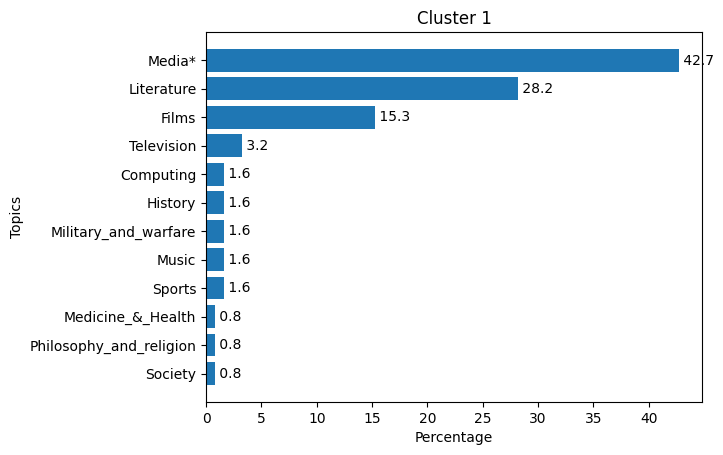 Cluster 1
Topics
Media* 42.7
Literature 28.2
Films 15.3
Television 3.2
Computing 1.6
History 1.6
Military_and_warfare 1.6
Music 1.6
Sports 1.6
Medicine_&_Health 0.8
Philosophy_and_religion 0.8
Society 0.8
0 5 10 15 20 25 30 35 40
Percentage